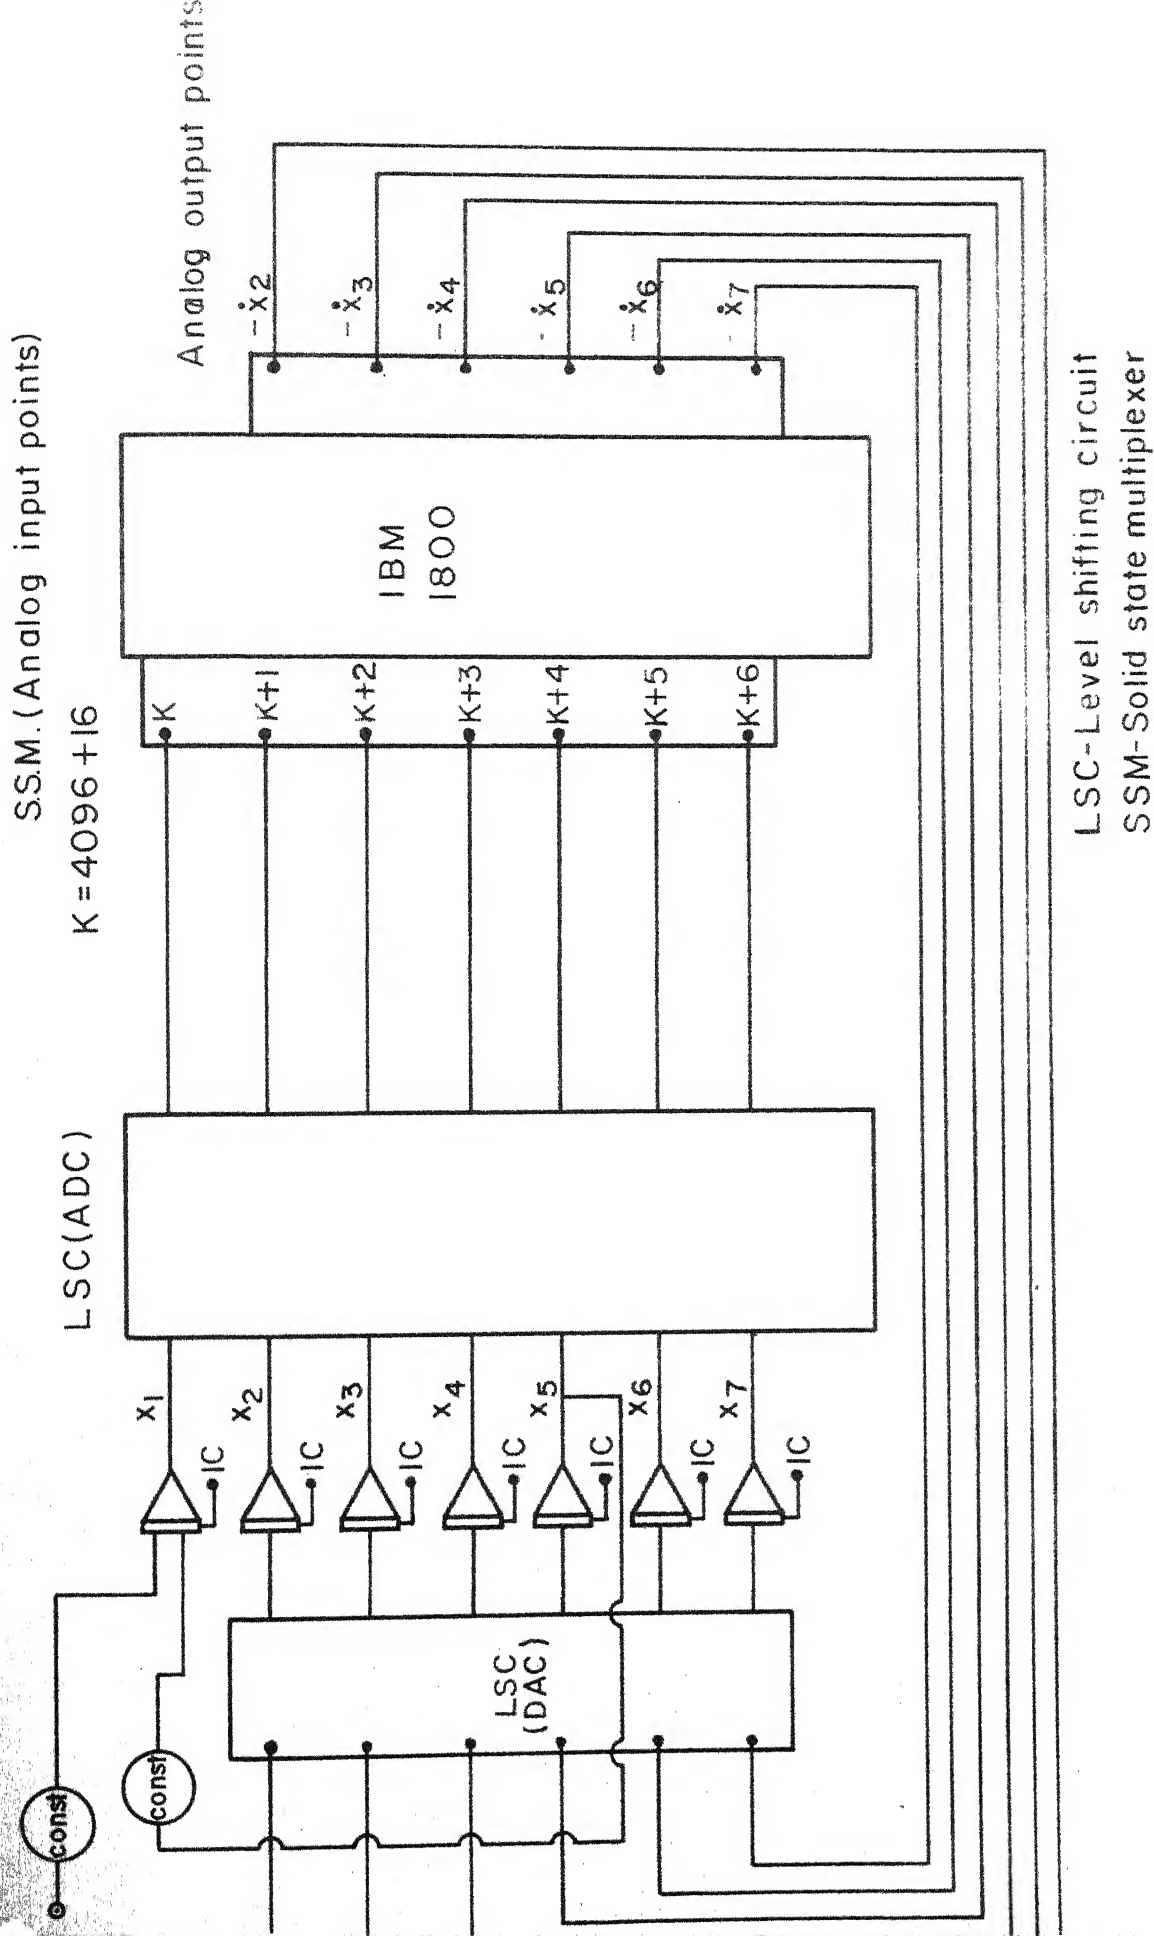 S.S.M. (Analog input points)
K = 4096 + 16
Analog output points
LSC(ADC)
const
const
LSC
(DAC)
IC
IC
IC
IC
IC
IC
IC
x1
x2
x3
x4
x5
x6
x7
K
K+1
K+2
K+3
K+4
K+5
K+6
IBM
1800
-ẋ2
-ẋ3
-ẋ4
-ẋ5
-ẋ6
-ẋ7
LSC-Level shifting circuit
SSM-Solid state multiplexer